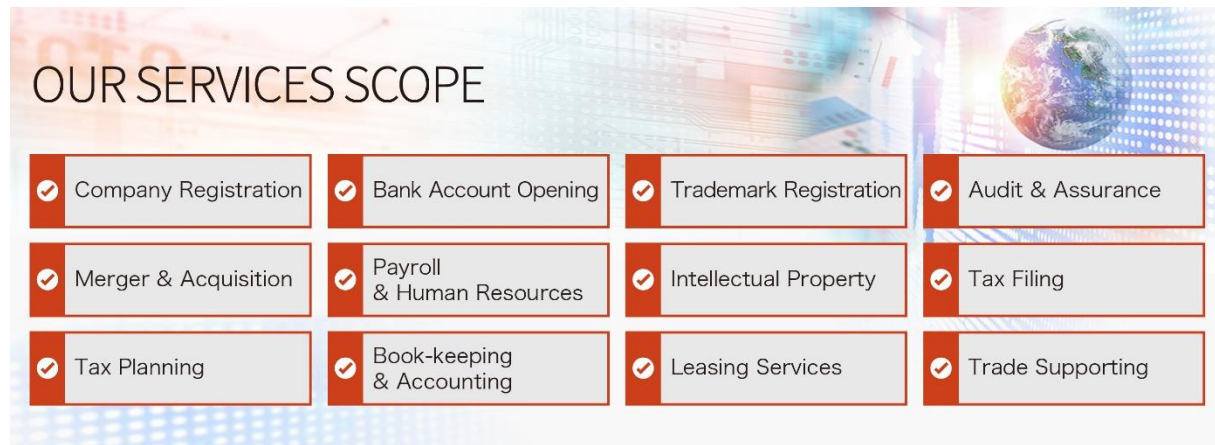 OUR SERVICES SCOPE
Company Registration
Bank Account Opening
Trademark Registration
Audit & Assurance
Merger & Acquisition
Payroll
& Human Resources
Intellectual Property
Tax Filing
Tax Planning
Book-keeping
& Accounting
Leasing Services
Trade Supporting